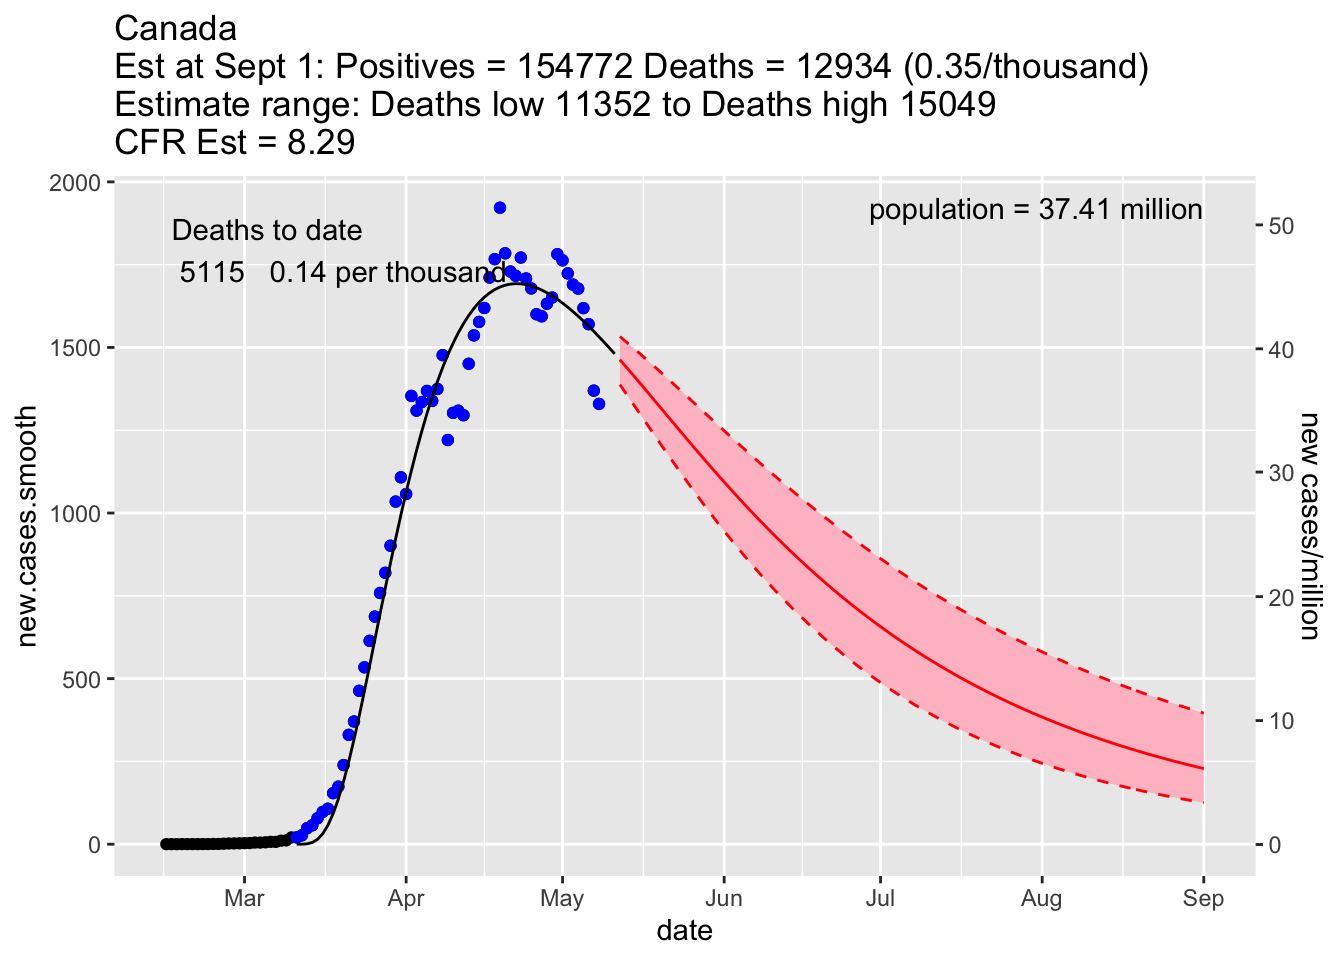 Canada
Est at Sept 1: Positives = 154772 Deaths = 12934 (0.35/thousand)
Estimate range: Deaths low 11352 to Deaths high 15049
CFR Est = 8.29
2000
1500
1000
500
0
new.cases.smooth
Deaths to date
5115 0.14 per thousand
population = 37.41 million
50
40
30
20
10
0
new cases/million
Mar Apr May Jun Jul Aug Sep
date